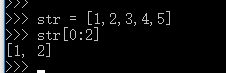 >>>
>>> str = [1,2,3,4,5]
>>> str[0:2]
[1, 2]
>>>